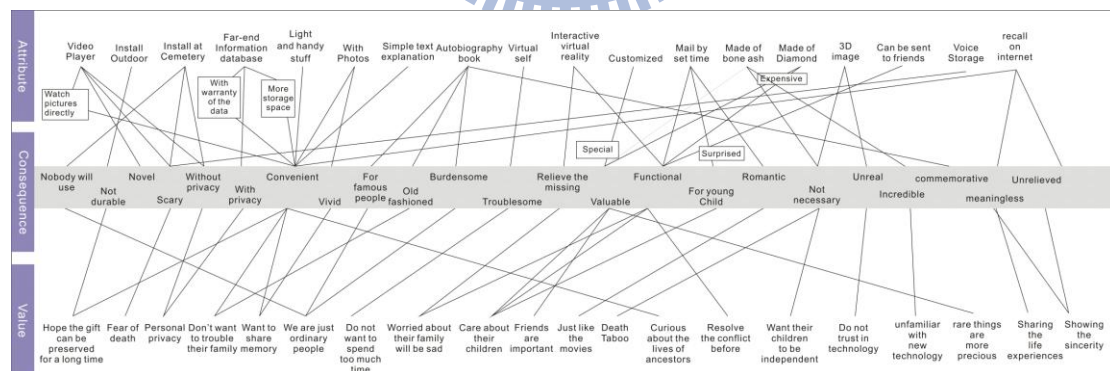 Attribute
Video
Player
Install
Outdoor
Install at
Cemetery
Far-end
Information
database
Light
and handy
stuff
With
Photos
Simple text
explanation
Autobiography
book
Virtual
self
Interactive
virtual
reality
Customized
Mail by
set time
Made of
bone ash
Made of
Diamond
3D
image
Can be sent
to friends
Voice
Storage
recall
on internet
Watch
pictures
directly
With
warranty
of the
data
More
storage
space
Expensive
Special
Surprised
Consequence
Nobody will
use
Not
durable
Novel
Scary
Without
privacy
With
privacy
Convenient
Vivid
For
famous
people
Old
fashioned
Burdensome
Troublesome
Relieve the
missing
Valuable
Functional
For young
Child
Romantic
Not
necessary
Unreal
Incredible
commemorative
meaningless
Unrelieved
Value
Hope the gift
can be
preserved
for a long time
Fear of
death
Personal
privacy
Don't want
to trouble
their family
Want to
share
memory
We are just
ordinary
people
Do not
want to
spend
too much
time
Worried about
their family
will be sad
Care about
their
children
Friends
are
important
Just like
the
movies
Death
Taboo
Curious
about the
lives of
ancestors
Resolve
the conflict
before
Want their
children
to be
independent
Do not
trust in
technology
unfamiliar
with
new
technology
rare things
are
more
precious
Sharing
the
life
experiences
Showing
the
sincerity